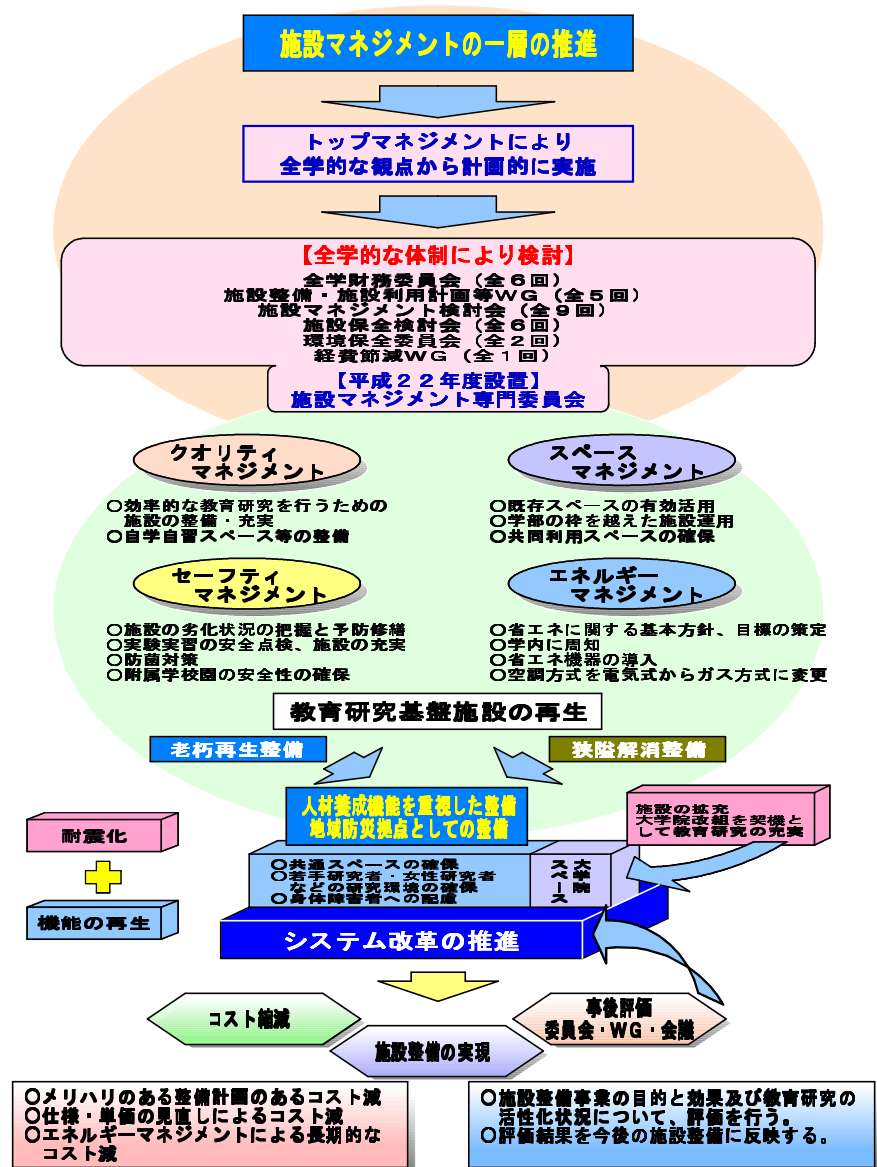 施設マネジメントの一層の推進
トップマネジメントにより
全学的な観点から計画的に実施
【全学的な体制により検討】
全学財務委員会（全６回）
施設整備・施設利用計画等ＷＧ（全５回）
施設マネジメント検討会（全９回）
施設保全検討会（全６回）
環境保全委員会（全２回）
経費節減ＷＧ（全１回）
【平成２２年度設置】
施設マネジメント専門委員会
クオリティ
マネジメント
○効率的な教育研究を行うための
施設の整備・充実
○自学自習スペース等の整備
スペース
マネジメント
○既存スペースの有効活用
○学部の枠を越えた施設運用
○共同利用スペースの確保
セーフティ
マネジメント
○施設の劣化状況の把握と予防修繕
○実験実習の安全点検、施設の充実
○防菌対策
○附属学校園の安全性の確保
エネルギー
マネジメント
○省エネに関する基本方針、目標の策定
○学内に周知
○省エネ機器の導入
○空調方式を電気式からガス方式に変更
教育研究基盤施設の再生
老朽再生整備
狭隘解消整備
人材養成機能を重視した整備
地域防災拠点としての整備
施設の拡充
大学院改組を契機と
して教育研究の充実
耐震化
機能の再生
○共通スペースの確保
○若手研究者・女性研究者
などの研究環境の確保
○身体障害者への配慮
大学院
スペース
システム改革の推進
コスト縮減
施設整備の実現
事後評価
委員会・ＷＧ・会議
○メリハリのある整備計画のあるコスト減
○仕様・単価の見直しによるコスト減
○エネルギーマネジメントによる長期的な
コスト減
○施設整備事業の目的と効果及び教育研究の
活性化状況について、評価を行う。
○評価結果を今後の施設整備に反映する。